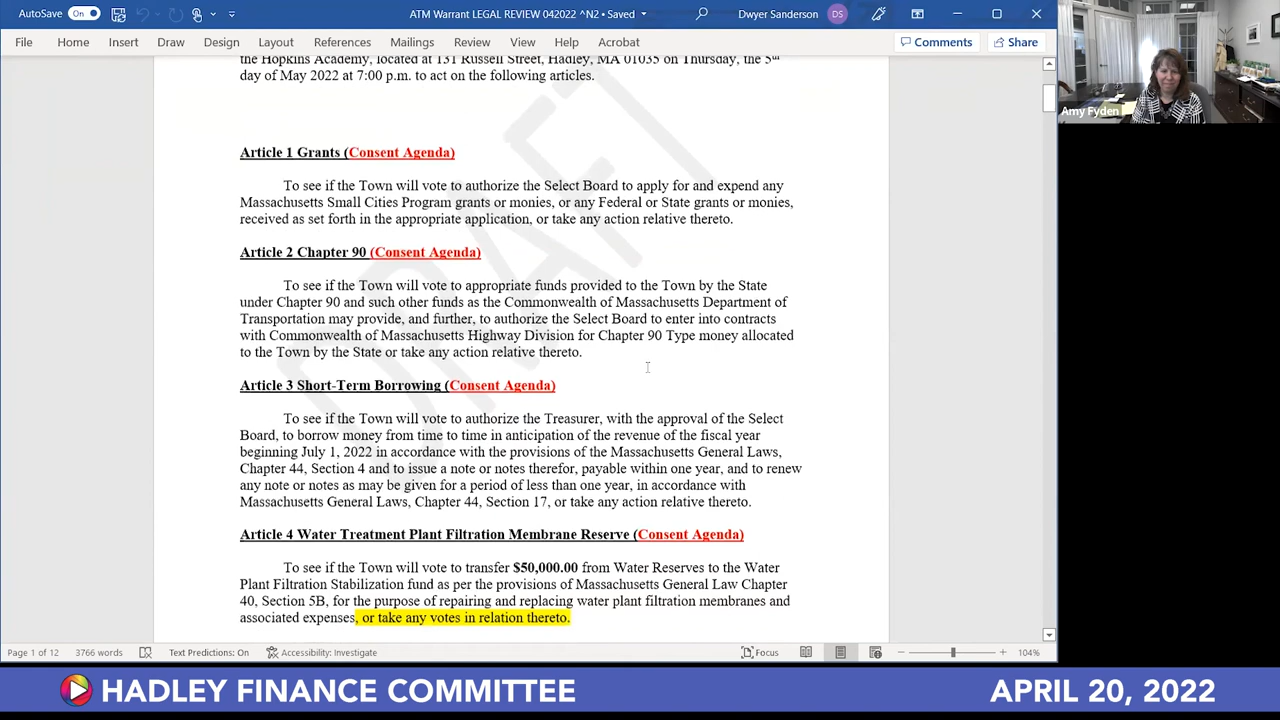 AutoSave On
ATM Warrant LEGAL REVIEW 042022 ^N2 • Saved
Dwyer Sanderson DS
File Home Insert Draw Design Layout References Mailings Review View Help Acrobat Comments Share
the Hopkins Academy, located at 131 Russell Street, Hadley, MA 01035 on Thursday, the 5th
day of May 2022 at 7:00 p.m. to act on the following articles.
Article 1 Grants (Consent Agenda)
To see if the Town will vote to authorize the Select Board to apply for and expend any
Massachusetts Small Cities Program grants or monies, or any Federal or State grants or monies,
received as set forth in the appropriate application, or take any action relative thereto.
Article 2 Chapter 90 (Consent Agenda)
To see if the Town will vote to appropriate funds provided to the Town by the State
under Chapter 90 and such other funds as the Commonwealth of Massachusetts Department of
Transportation may provide, and further, to authorize the Select Board to enter into contracts
with Commonwealth of Massachusetts Highway Division for Chapter 90 Type money allocated
to the Town by the State or take any action relative thereto.
Article 3 Short-Term Borrowing (Consent Agenda)
To see if the Town will vote to authorize the Treasurer, with the approval of the Select
Board, to borrow money from time to time in anticipation of the revenue of the fiscal year
beginning July 1, 2022 in accordance with the provisions of the Massachusetts General Laws,
Chapter 44, Section 4 and to issue a note or notes therefor, payable within one year, and to renew
any note or notes as may be given for a period of less than one year, in accordance with
Massachusetts General Laws, Chapter 44, Section 17, or take any action relative thereto.
Article 4 Water Treatment Plant Filtration Membrane Reserve (Consent Agenda)
To see if the Town will vote to transfer $50,000.00 from Water Reserves to the Water
Plant Filtration Stabilization fund as per the provisions of Massachusetts General Law Chapter
40, Section 5B, for the purpose of repairing and replacing water plant filtration membranes and
associated expenses, or take any votes in relation thereto.
DRAFT
Page 1 of 12 3766 words Text Predictions: On Accessibility: Investigate Focus 104%
Amy Fyden
HADLEY FINANCE COMMITTEE
APRIL 20, 2022